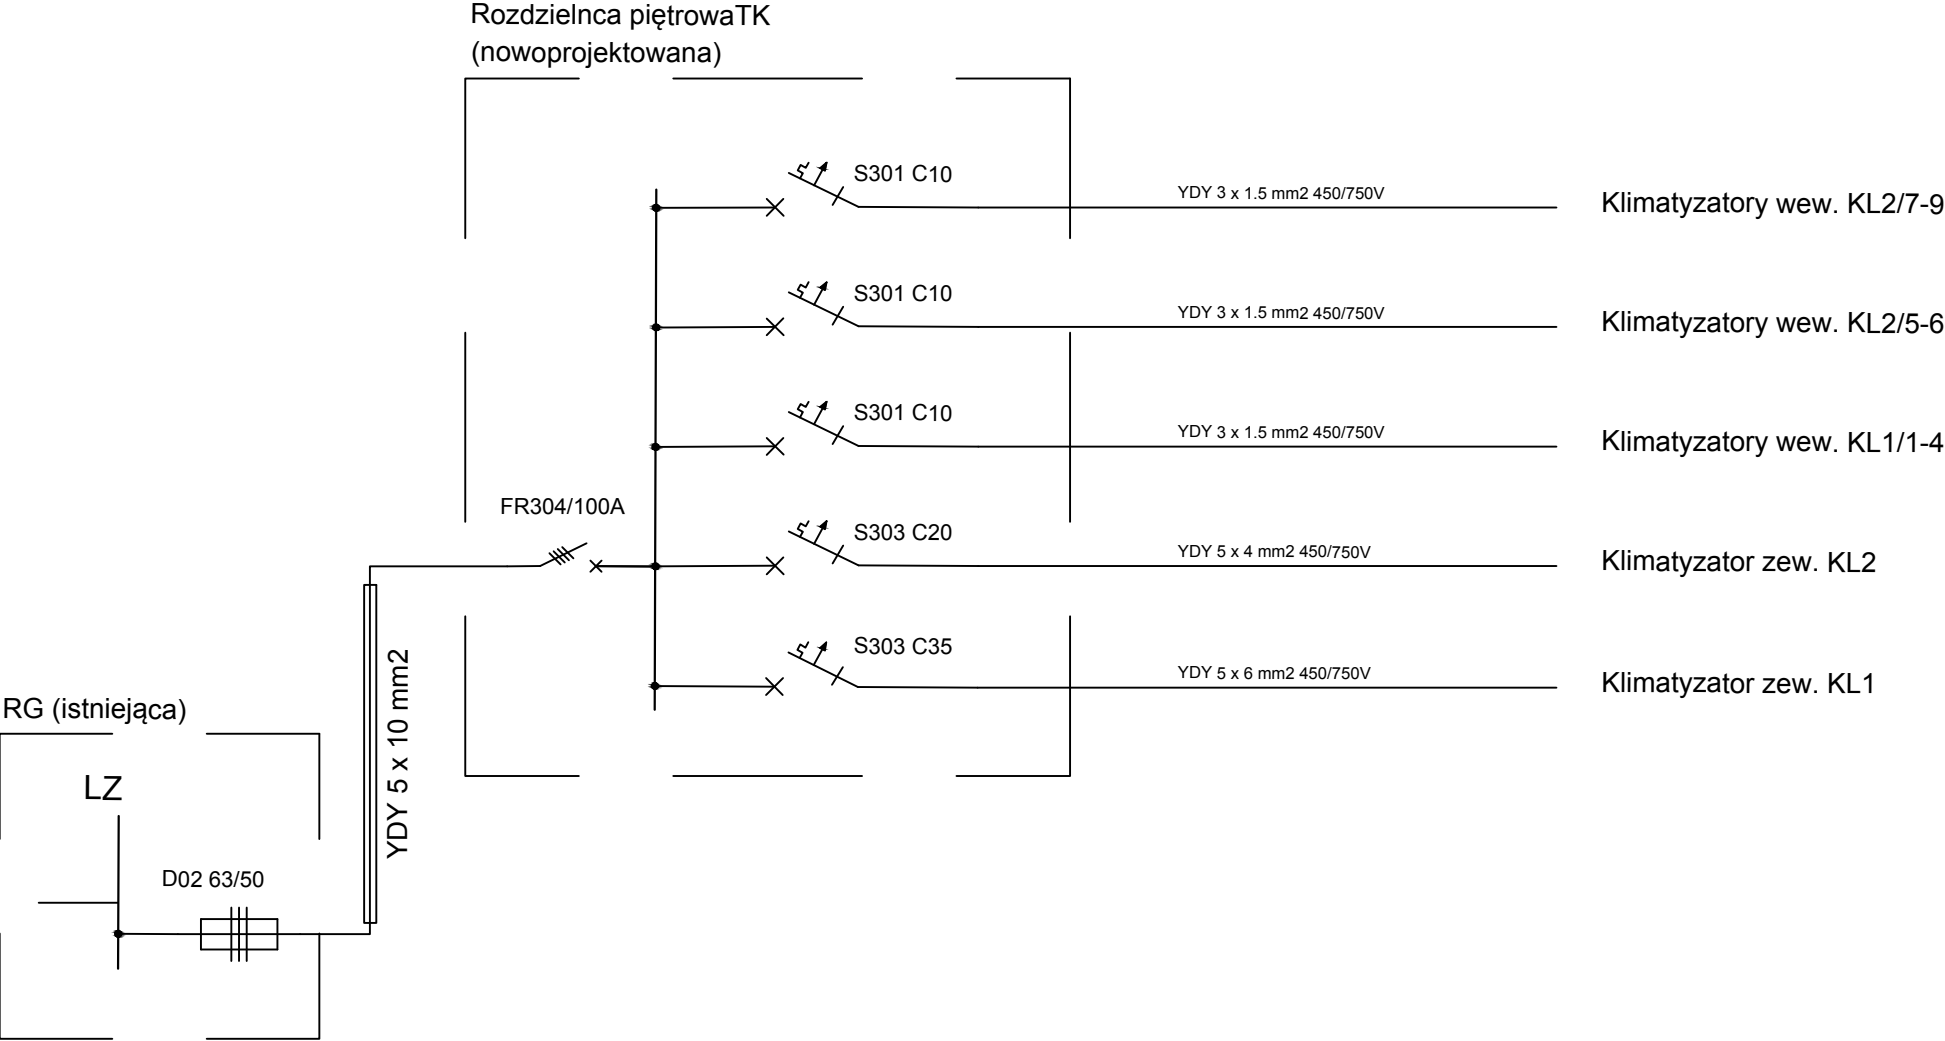 Rozdzielnca piętrowaTK
(nowoprojektowana)
S301 C10
YDY 3 x 1.5 mm2 450/750V
Klimatyzatory wew. KL2/7-9
S301 C10
YDY 3 x 1.5 mm2 450/750V
Klimatyzatory wew. KL2/5-6
S301 C10
YDY 3 x 1.5 mm2 450/750V
Klimatyzatory wew. KL1/1-4
FR304/100A
S303 C20
YDY 5 x 4 mm2 450/750V
Klimatyzator zew. KL2
S303 C35
YDY 5 x 6 mm2 450/750V
Klimatyzator zew. KL1
YDY 5 x 10 mm2
RG (istniejąca)
LZ
D02 63/50